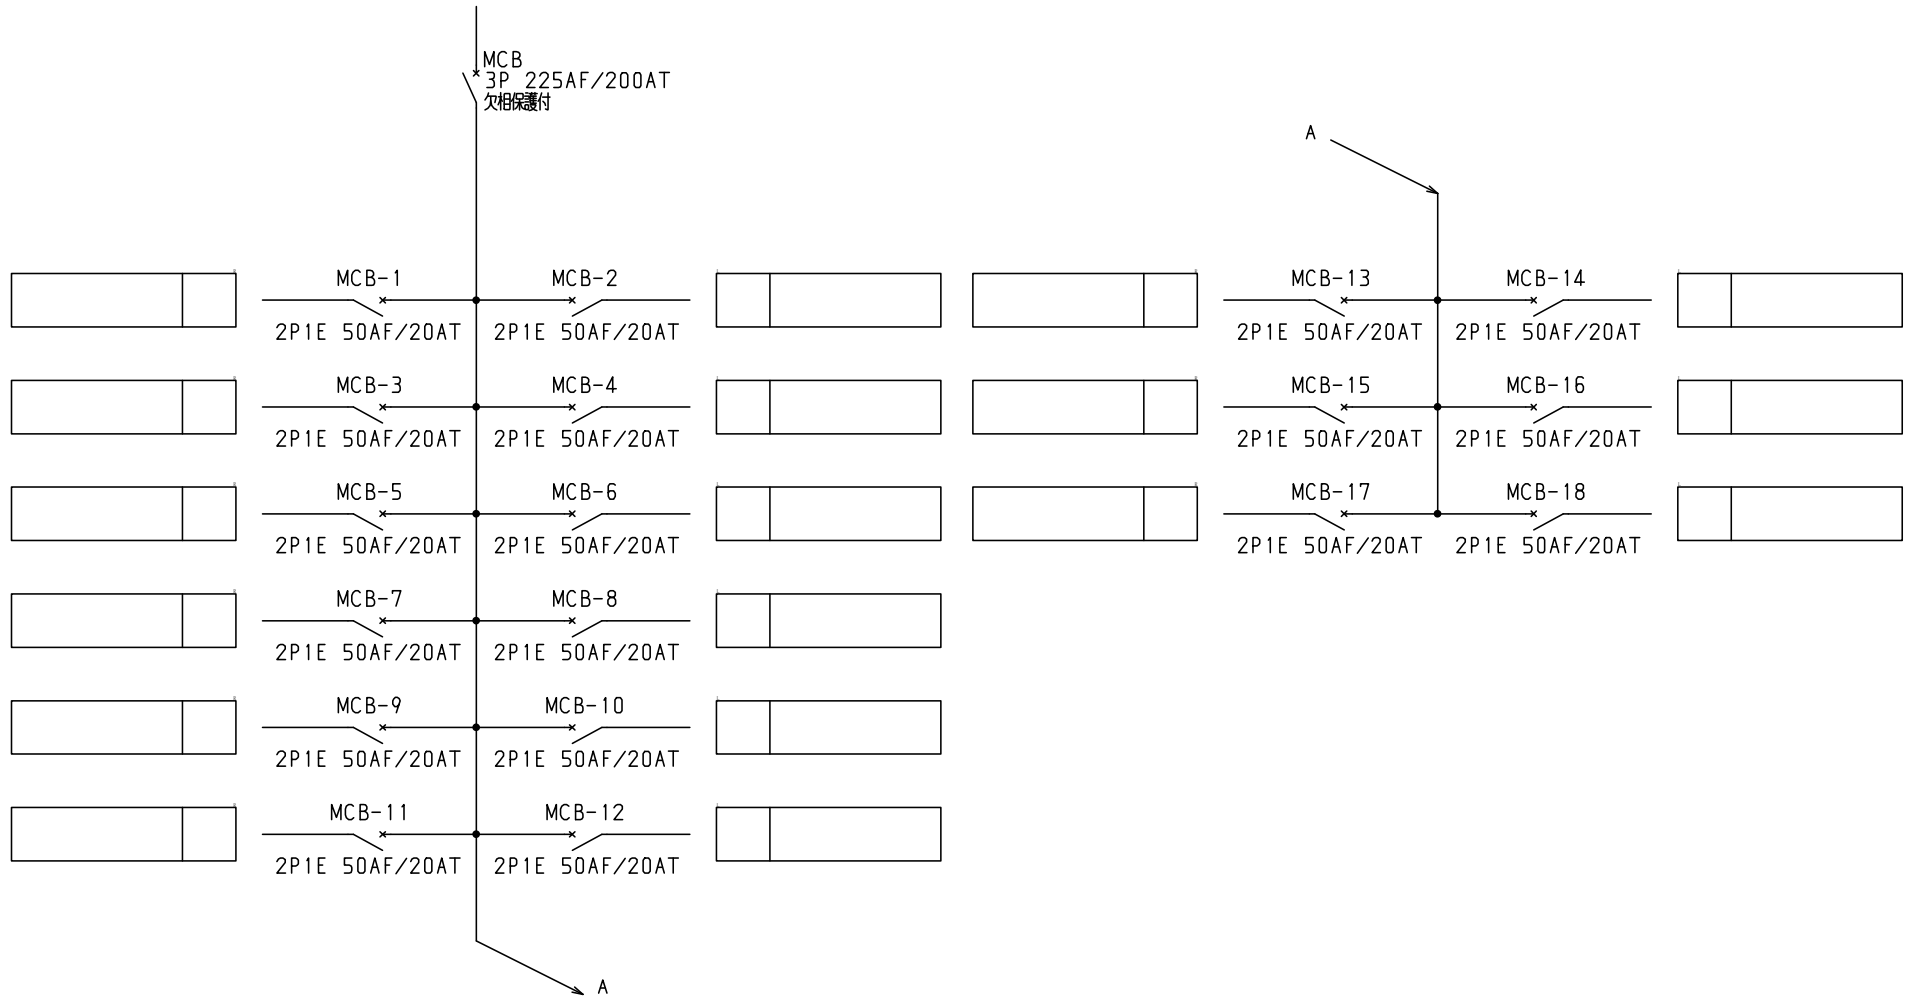 MCB
3P 225AF/200AT
欠相保護付
MCB-1
2P1E 50AF/20AT
MCB-2
2P1E 50AF/20AT
MCB-3
2P1E 50AF/20AT
MCB-4
2P1E 50AF/20AT
MCB-5
2P1E 50AF/20AT
MCB-6
2P1E 50AF/20AT
MCB-7
2P1E 50AF/20AT
MCB-8
2P1E 50AF/20AT
MCB-9
2P1E 50AF/20AT
MCB-10
2P1E 50AF/20AT
MCB-11
2P1E 50AF/20AT
MCB-12
2P1E 50AF/20AT
A
A
MCB-13
2P1E 50AF/20AT
MCB-14
2P1E 50AF/20AT
MCB-15
2P1E 50AF/20AT
MCB-16
2P1E 50AF/20AT
MCB-17
2P1E 50AF/20AT
MCB-18
2P1E 50AF/20AT